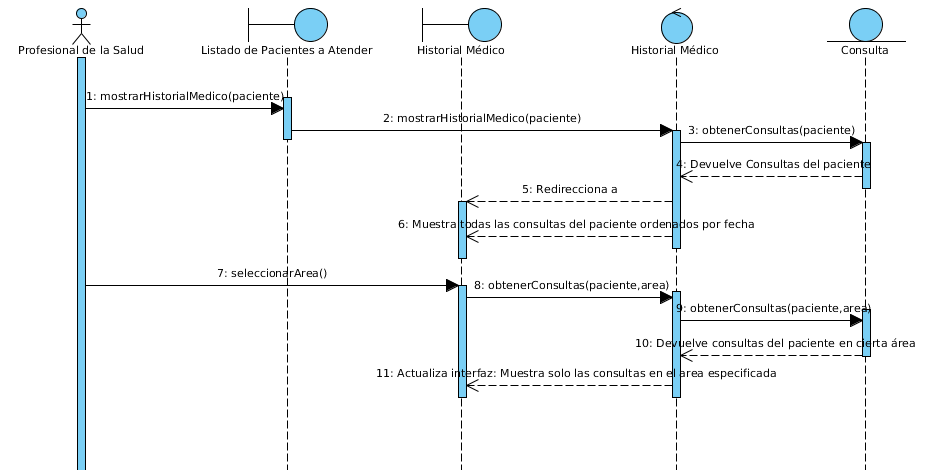 Profesional de la Salud
Listado de Pacientes a Atender
Historial Médico
Historial Médico
Consulta
1: mostrarHistorialMedico(paciente)
2: mostrarHistorialMedico(paciente)
3: obtenerConsultas(paciente)
4: Devuelve Consultas del paciente
5: Redirecciona a
6: Muestra todas las consultas del paciente ordenados por fecha
7: seleccionarArea()
8: obtenerConsultas(paciente,area)
9: obtenerConsultas(paciente,area)
10: Devuelve consultas del paciente en cierta área
11: Actualiza interfaz: Muestra solo las consultas en el area especificada